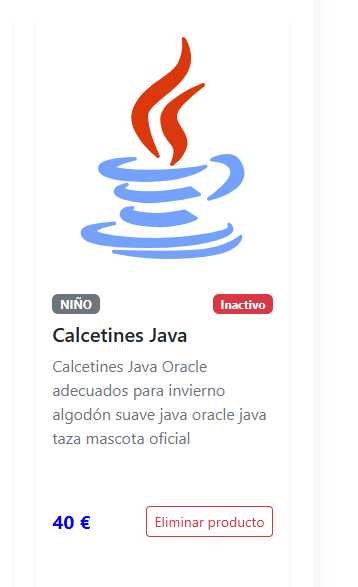 NIÑO Inactivo
Calcetines Java
Calcetines Java Oracle
adecuados para invierno
algodón suave java oracle java
taza mascota oficial
40 € Eliminar producto